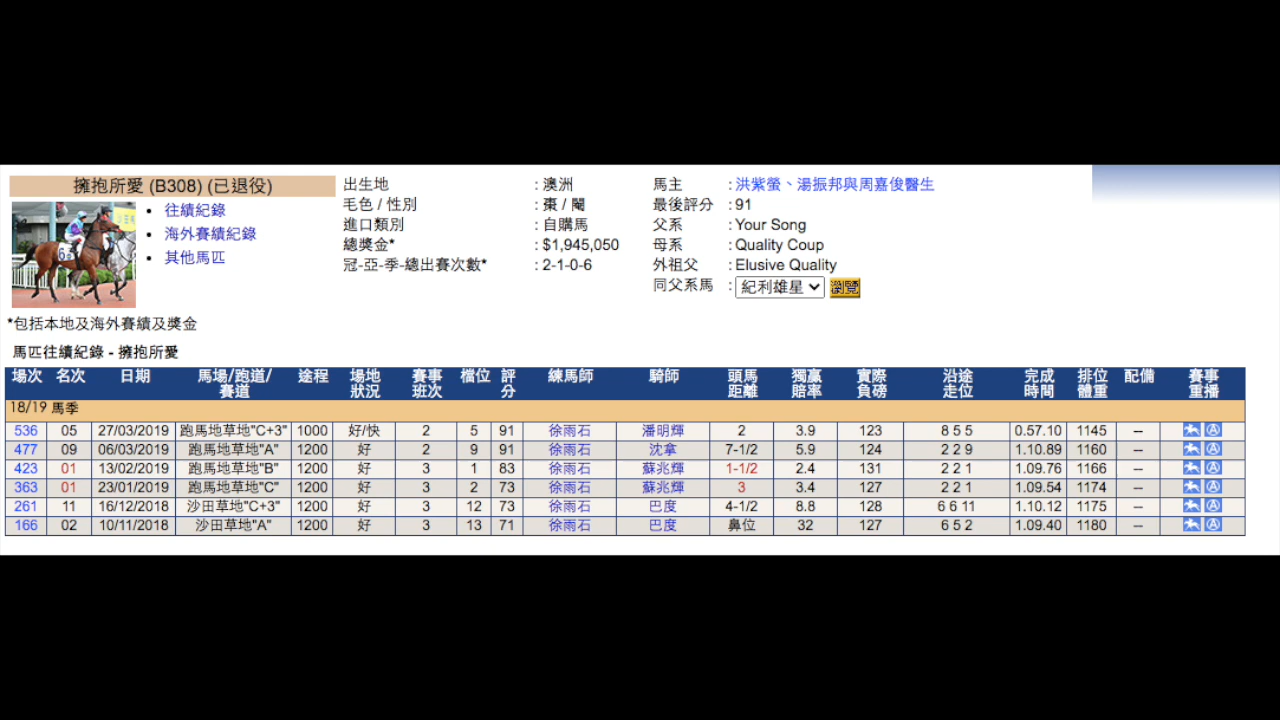 擁抱所愛 (B308) (已退役)
• 往績紀錄
• 海外賽績紀錄
• 其他馬匹
出生地 : 澳洲
毛色 / 性別 : 棗 / 閹
進口類別 : 自購馬
總獎金* : $1,945,050
冠-亞-季-總出賽次數* : 2-1-0-6
馬主 : 洪紫螢、湯振邦與周嘉俊醫生
最後評分 : 91
父系 : Your Song
母系 : Quality Coup
外祖父 : Elusive Quality
同父系馬 : 紀利雄星 瀏覽
*包括本地及海外賽績及獎金
馬匹往績紀錄 - 擁抱所愛
場次 名次 日期 馬場/跑道/賽道 途程 場地狀況 賽事班次 檔位 評分 練馬師 騎師 頭馬距離 獨贏賠率 實際負磅 沿途走位 完成時間 排位體重 配備 賽事重播
18/19 馬季
536 05 27/03/2019 跑馬地草地"C+3" 1000 好/快 2 5 91 徐雨石 潘明輝 2 3.9 123 8 5 5 0.57.10 1145 --
477 09 06/03/2019 跑馬地草地"A" 1200 好 2 9 91 徐雨石 沈拿 7-1/2 5.9 124 2 2 9 1.10.89 1160 --
423 01 13/02/2019 跑馬地草地"B" 1200 好 3 1 83 徐雨石 蘇兆輝 1-1/2 2.4 131 2 2 1 1.09.76 1166 --
363 01 23/01/2019 跑馬地草地"C" 1200 好 3 2 73 徐雨石 蘇兆輝 3 3.4 127 2 2 1 1.09.54 1174 --
261 11 16/12/2018 沙田草地"C+3" 1200 好 3 12 73 徐雨石 巴度 4-1/2 8.8 128 6 6 11 1.10.12 1175 --
166 02 10/11/2018 沙田草地"A" 1200 好 3 13 71 徐雨石 巴度 鼻位 32 127 6 5 2 1.09.40 1180 --